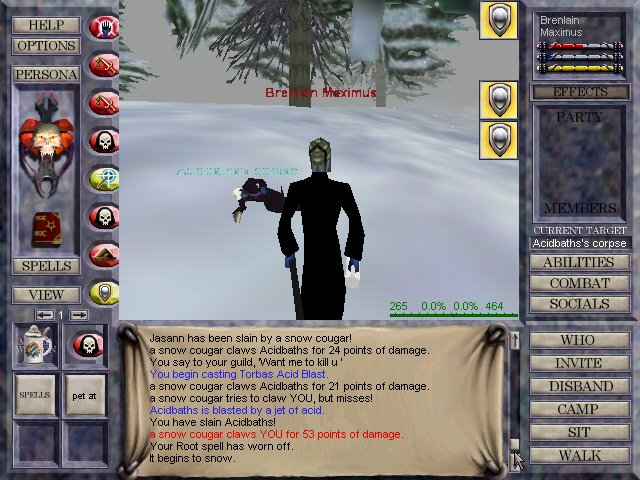 HELP
OPTIONS
PERSONA
SPELLS
VIEW
1
SPELLS
pet at
Brenlain Maximus
Acidbaths's corpse
265 0.0% 0.0% 464
Jasann has been slain by a snow cougar!
a snow cougar claws Acidbaths for 24 points of damage.
You say to your guild, 'Want me to kill u '
You begin casting Torbas Acid Blast.
a snow cougar claws Acidbaths for 21 points of damage.
a snow cougar tries to claw YOU, but misses!
Acidbaths is blasted by a jet of acid.
You have slain Acidbaths!
a snow cougar claws YOU for 53 points of damage.
Your Root spell has worn off.
It begins to snow.
Brenlain
Maximus
EFFECTS
PARTY
MEMBERS
CURRENT TARGET
Acidbaths's corpse
ABILITIES
COMBAT
SOCIALS
WHO
INVITE
DISBAND
CAMP
SIT
WALK